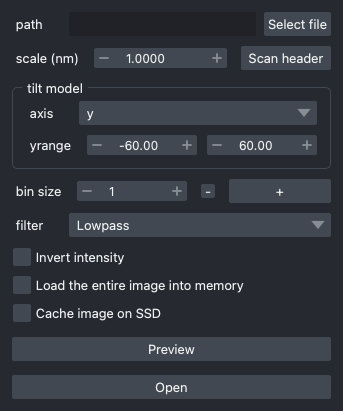 path Select file
scale (nm) − 1.0000 + Scan header
tilt model
axis y
yrange − -60.00 + − 60.00 +
bin size − 1 + - +
filter Lowpass
Invert intensity
Load the entire image into memory
Cache image on SSD
Preview
Open